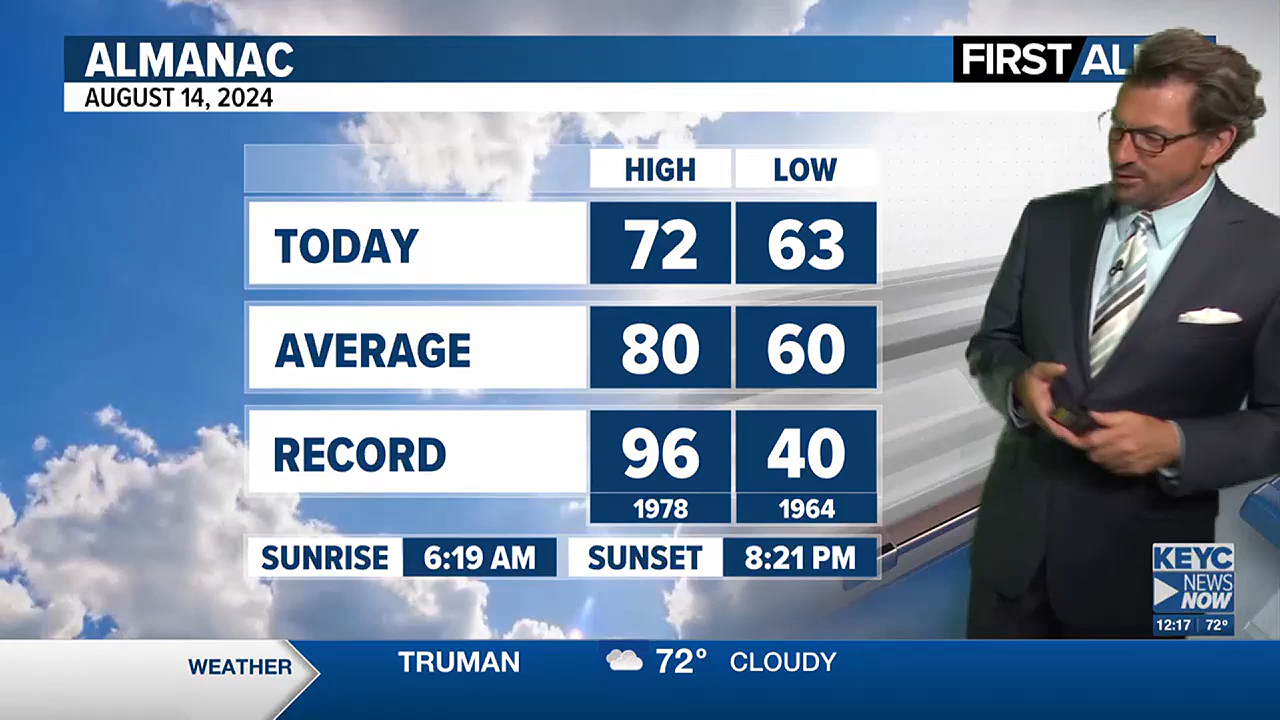 ALMANAC
AUGUST 14, 2024
FIRST
HIGH LOW
TODAY 72 63
AVERAGE 80 60
RECORD 96 40
1978 1964
SUNRISE 6:19 AM SUNSET 8:21 PM
KEYC
NEWS
NOW
12:17 72°
WEATHER TRUMAN 72° CLOUDY